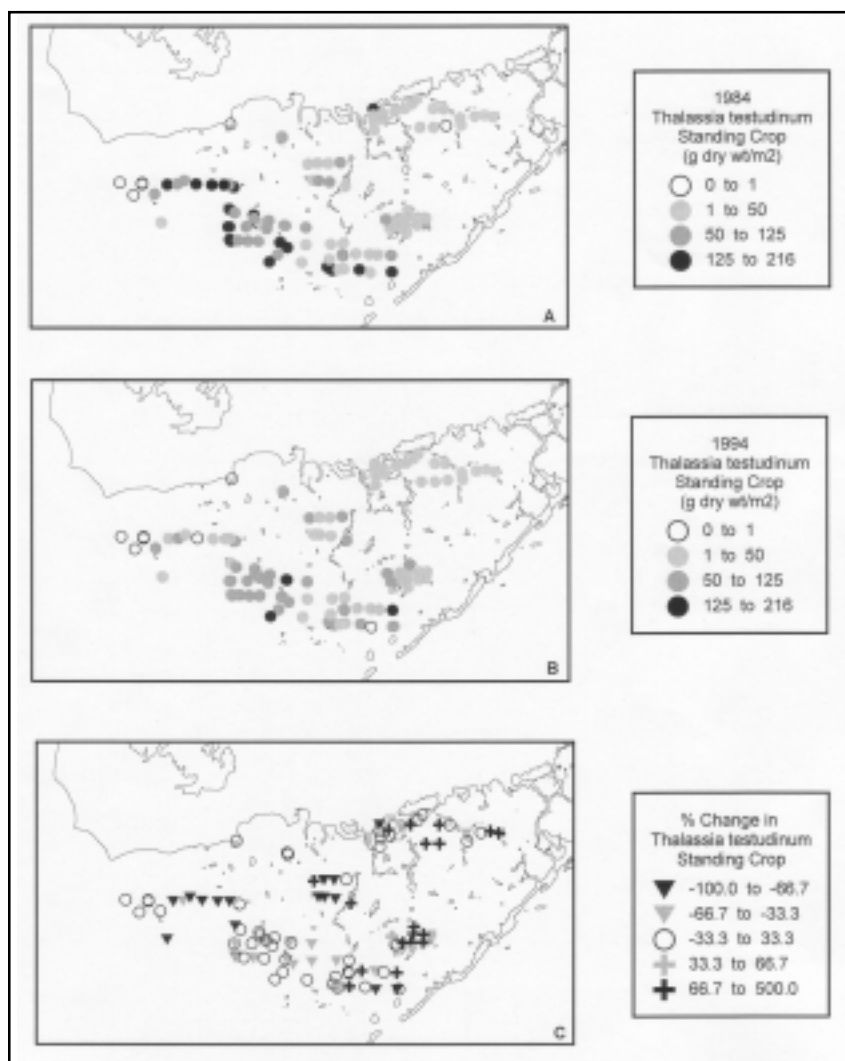 1984
Thalassia testudinum
Standing Crop
(g dry wt/m2)
0 to 1
1 to 50
50 to 125
125 to 216
A
1994
Thalassia testudinum
Standing Crop
(g dry wt/m2)
0 to 1
1 to 50
50 to 125
125 to 216
B
% Change in
Thalassia testudinum
Standing Crop
-100.0 to -66.7
-66.7 to -33.3
-33.3 to 33.3
33.3 to 66.7
66.7 to 500.0
C